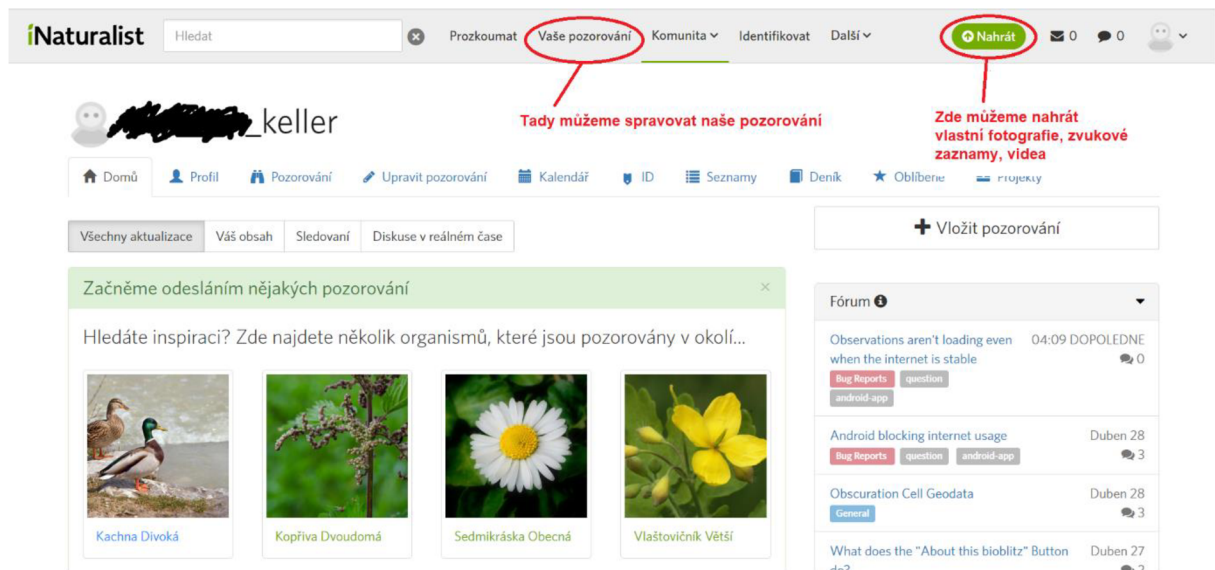 iNaturalist Hledat Prozkoumat Vaše pozorování Komunita Identifikovat Další Nahrát 0 0
Tady můžeme spravovat naše pozorování
Zde můžeme nahrát
vlastní fotografie, zvukové
zaznamy, videa
_keller
Domů Profil Pozorování Upravit pozorování Kalendář ID Seznamy Deník Oblíbené Projekty
Všechny aktualizace Váš obsah Sledovaní Diskuse v reálném čase
Vložit pozorování
Začněme odesláním nějakých pozorování ×
Hledáte inspiraci? Zde najdete několik organismů, které jsou pozorovány v okolí...
Kachna Divoká Kopřiva Dvoudomá Sedmikráska Obecná Vlaštovičník Větší
Fórum
Observations aren't loading even 04:09 DOPOLEDNE
when the internet is stable 0
Bug Reports question
android-app
Android blocking internet usage Duben 28
Bug Reports question android-app 3
Obscuration Cell Geodata Duben 28
General 3
What does the "About this bioblitz" Button Duben 27
do? 2